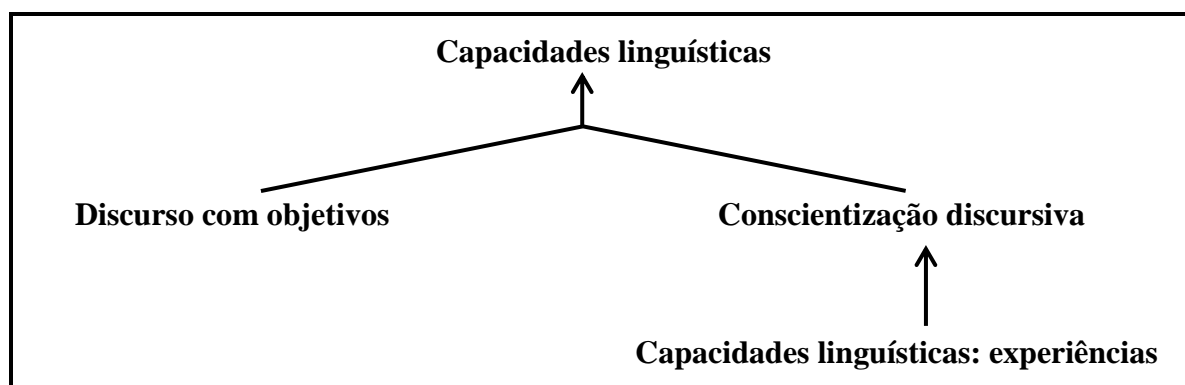 Capacidades linguísticas
Discurso com objetivos
Conscientização discursiva
Capacidades linguísticas: experiências